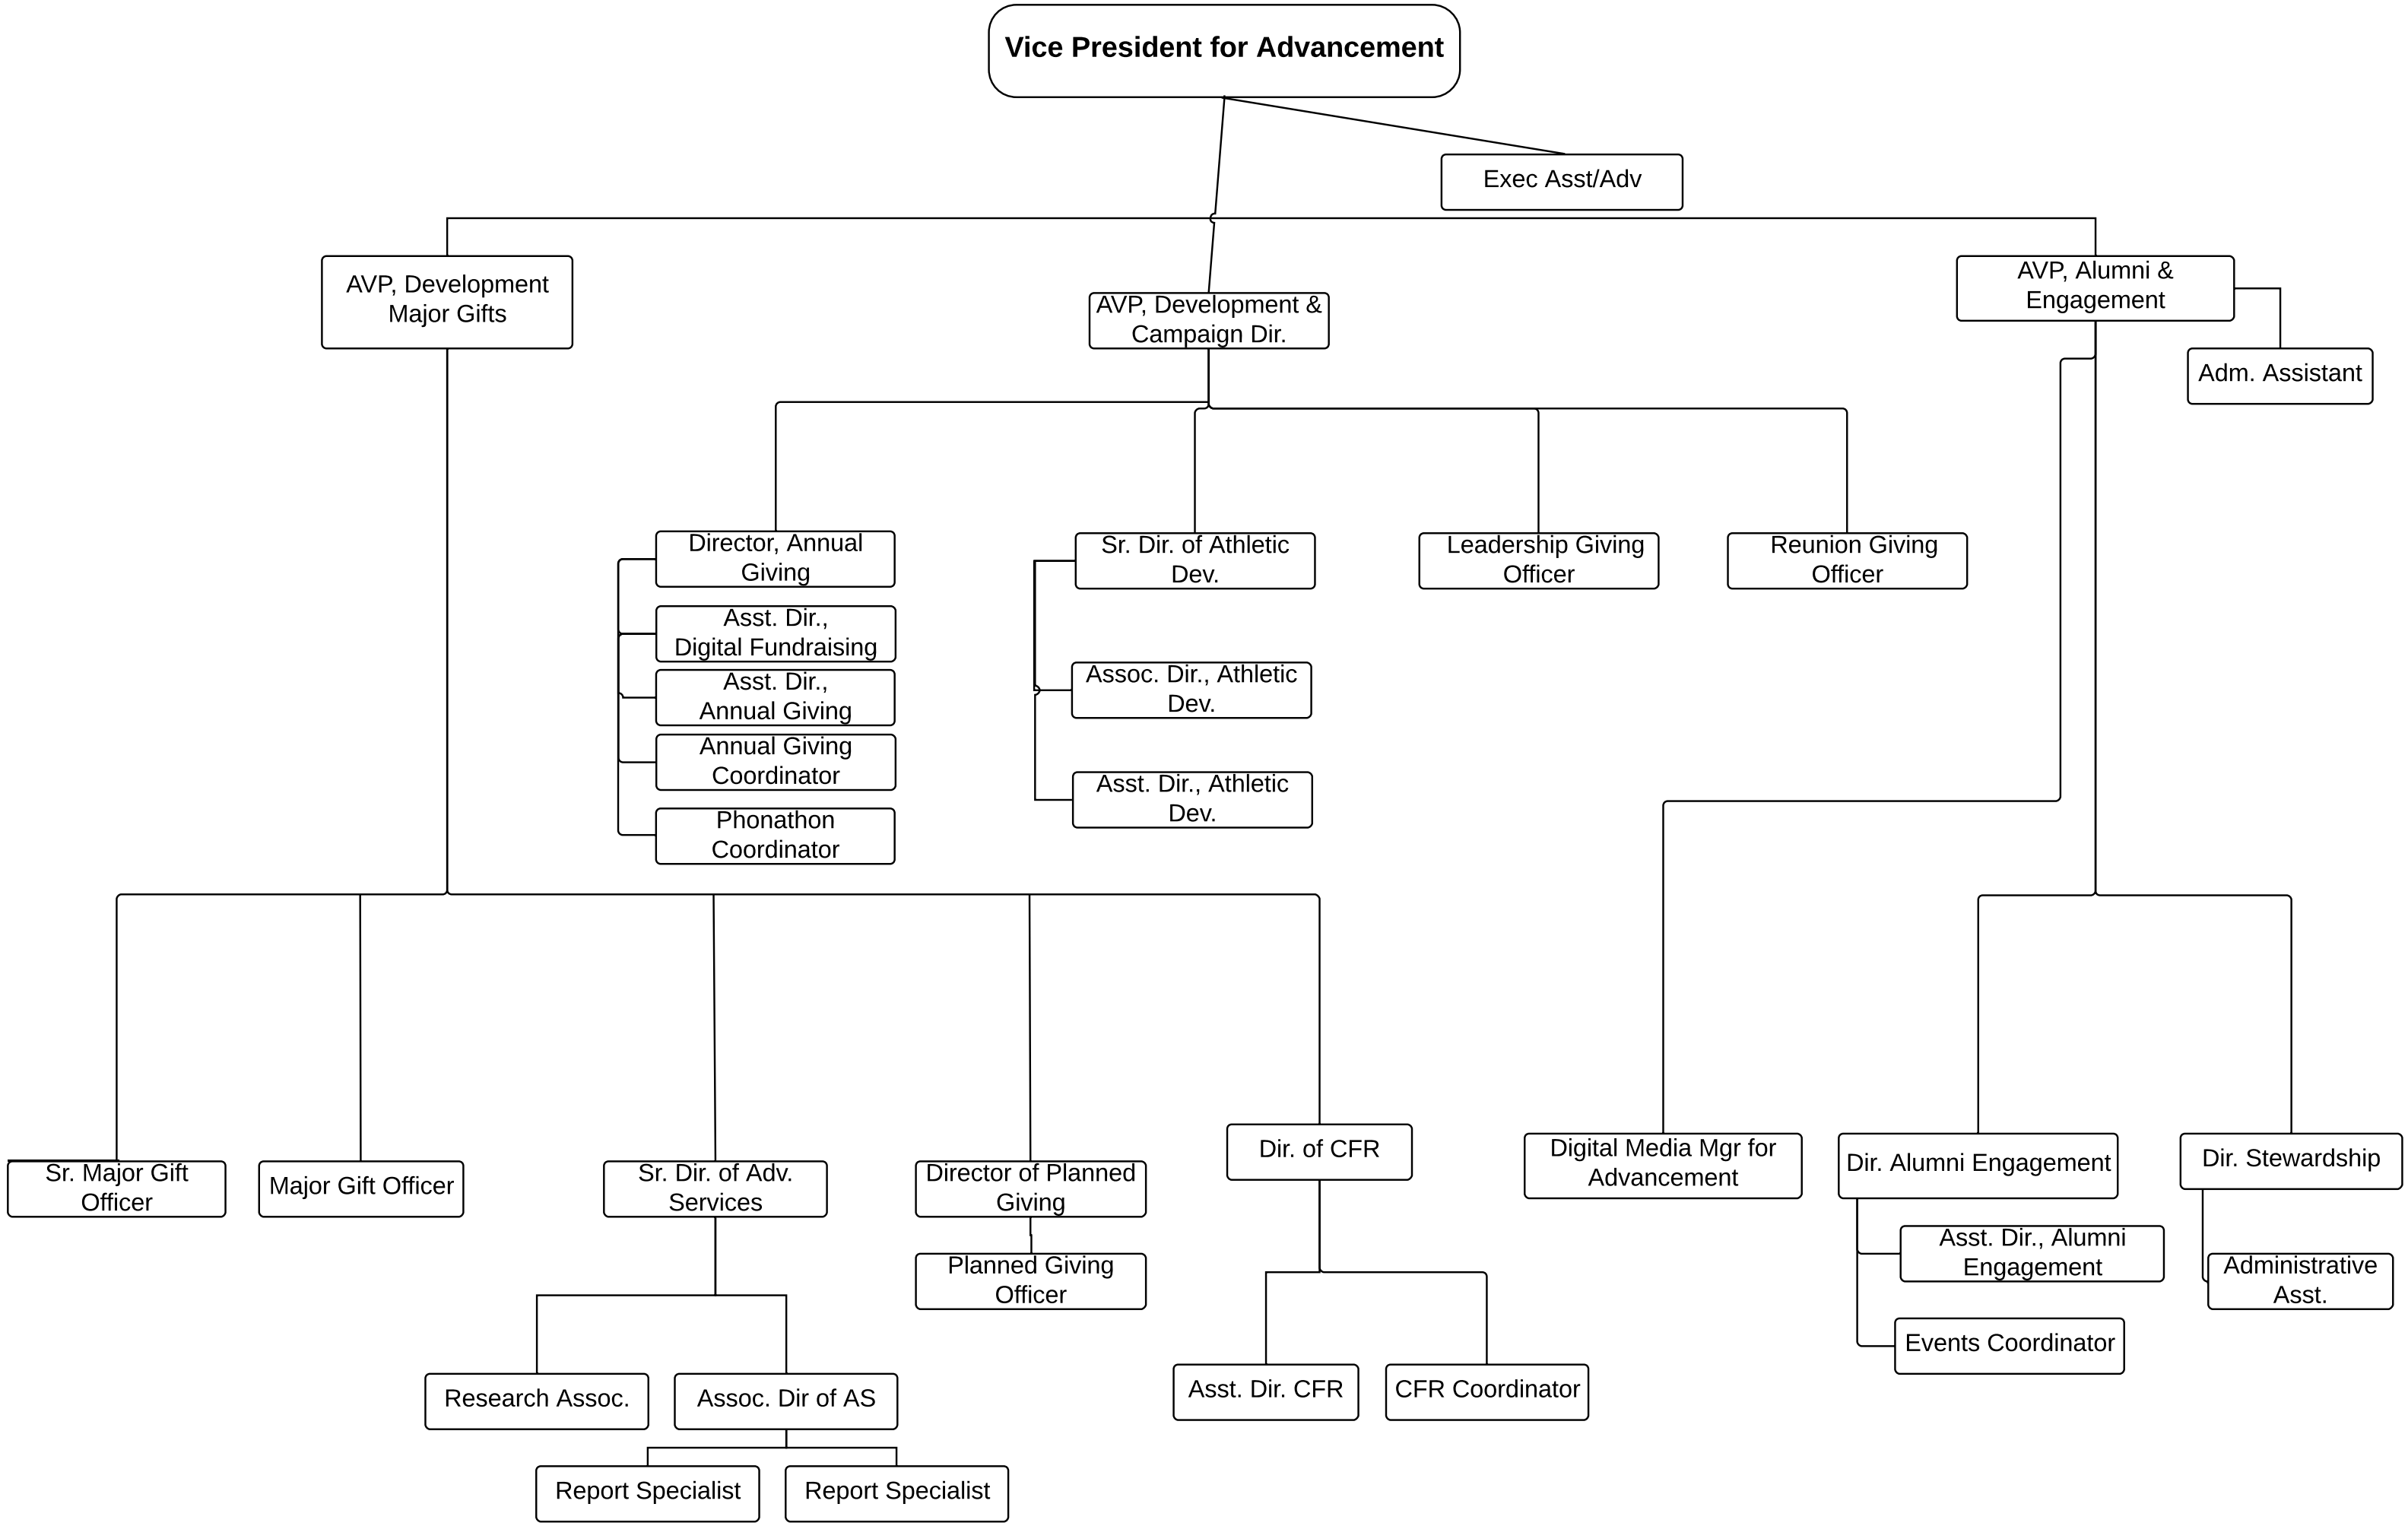 Vice President for Advancement
Exec Asst/Adv
AVP, Development
Major Gifts
AVP, Development &
Campaign Dir.
AVP, Alumni &
Engagement
Adm. Assistant
Director, Annual
Giving
Sr. Dir. of Athletic
Dev.
Leadership Giving
Officer
Reunion Giving
Officer
Asst. Dir.,
Digital Fundraising
Asst. Dir.,
Annual Giving
Annual Giving
Coordinator
Phonathon
Coordinator
Assoc. Dir., Athletic
Dev.
Asst. Dir., Athletic
Dev.
Sr. Major Gift
Officer
Major Gift Officer
Sr. Dir. of Adv.
Services
Director of Planned
Giving
Dir. of CFR
Digital Media Mgr for
Advancement
Dir. Alumni Engagement
Dir. Stewardship
Planned Giving
Officer
Asst. Dir., Alumni
Engagement
Administrative
Asst.
Events Coordinator
Research Assoc.
Assoc. Dir of AS
Asst. Dir. CFR
CFR Coordinator
Report Specialist
Report Specialist